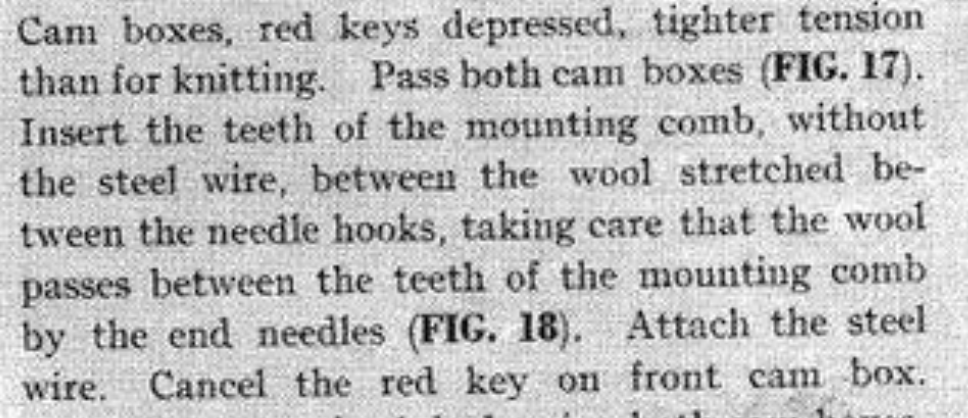 Cam boxes, red keys depressed, tighter tension
than for knitting. Pass both cam boxes (FIG. 17).
Insert the teeth of the mounting comb, without
the steel wire, between the wool stretched be-
tween the needle hooks, taking care that the wool
passes between the teeth of the mounting comb
by the end needles (FIG. 18). Attach the steel
wire. Cancel the red key on front cam box.